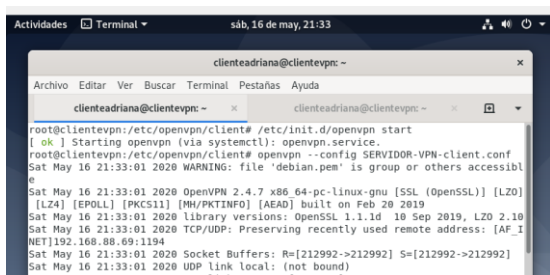 Actividades Terminal sáb, 16 de may, 21:33
clienteadriana@clientevpn: ~ ×
Archivo Editar Ver Buscar Terminal Pestañas Ayuda
clienteadriana@clientevpn: ~ × clienteadriana@clientevpn: ~ ×
root@clientevpn:/etc/openvpn/client# /etc/init.d/openvpn start
[ ok ] Starting openvpn (via systemctl): openvpn.service.
root@clientevpn:/etc/openvpn/client# openvpn --config SERVIDOR-VPN-client.conf
Sat May 16 21:33:01 2020 WARNING: file 'debian.pem' is group or others accessibl
e
Sat May 16 21:33:01 2020 OpenVPN 2.4.7 x86_64-pc-linux-gnu [SSL (OpenSSL)] [LZO]
[LZ4] [EPOLL] [PKCS11] [MH/PKTINFO] [AEAD] built on Feb 20 2019
Sat May 16 21:33:01 2020 library versions: OpenSSL 1.1.1d 10 Sep 2019, LZO 2.10
Sat May 16 21:33:01 2020 TCP/UDP: Preserving recently used remote address: [AF_I
NET]192.168.88.69:1194
Sat May 16 21:33:01 2020 Socket Buffers: R=[212992->212992] S=[212992->212992]
Sat May 16 21:33:01 2020 UDP link local: (not bound)